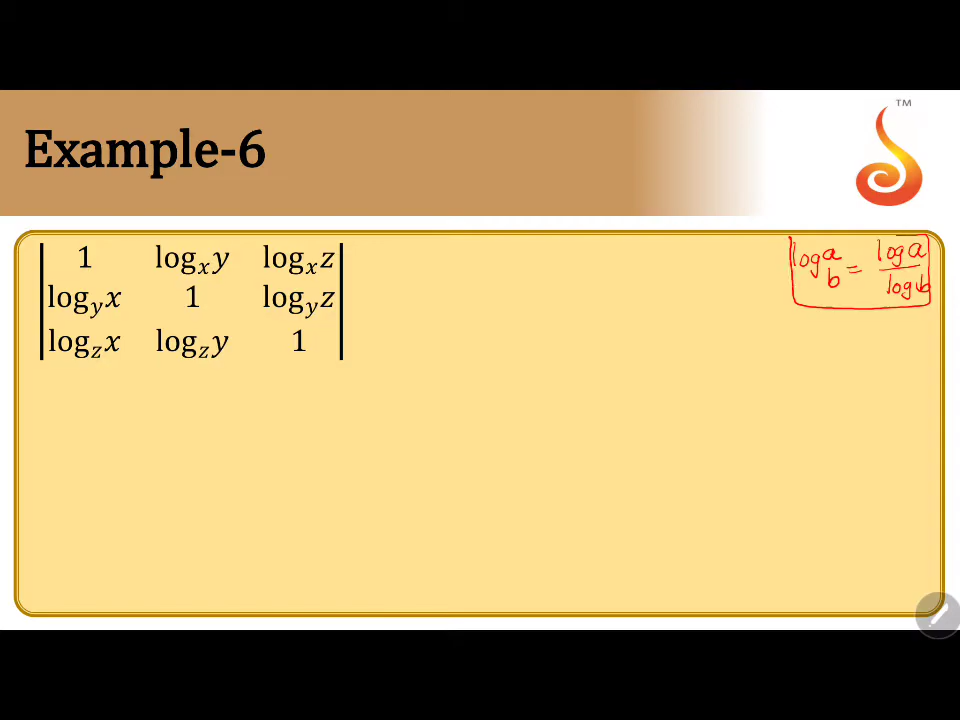 TM
Example-6
1 log_x y log_x z
log_y x 1 log_y z
log_z x log_z y 1
log_b a = log a / log b